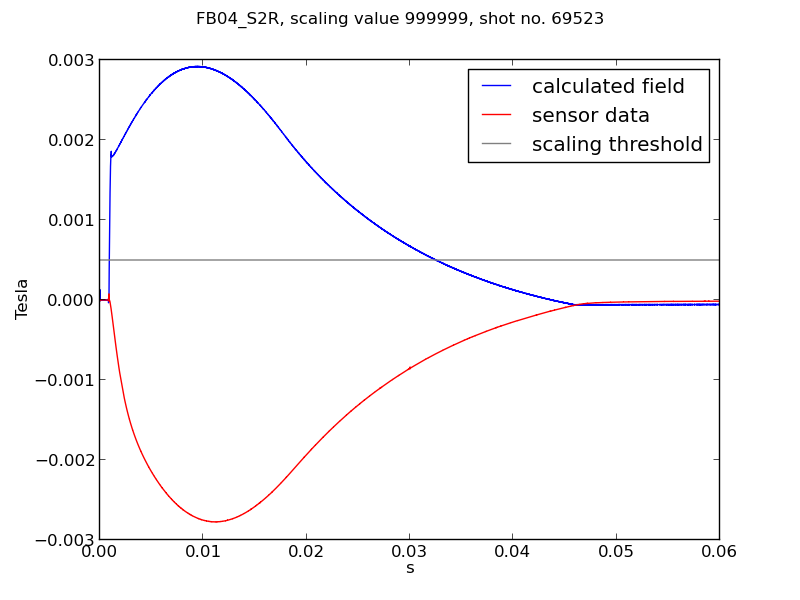 FB04_S2R, scaling value 999999, shot no. 69523
calculated field
sensor data
scaling threshold
Tesla
0.003
0.002
0.001
0.000
−0.001
−0.002
−0.003
0.00 0.01 0.02 0.03 0.04 0.05 0.06
s